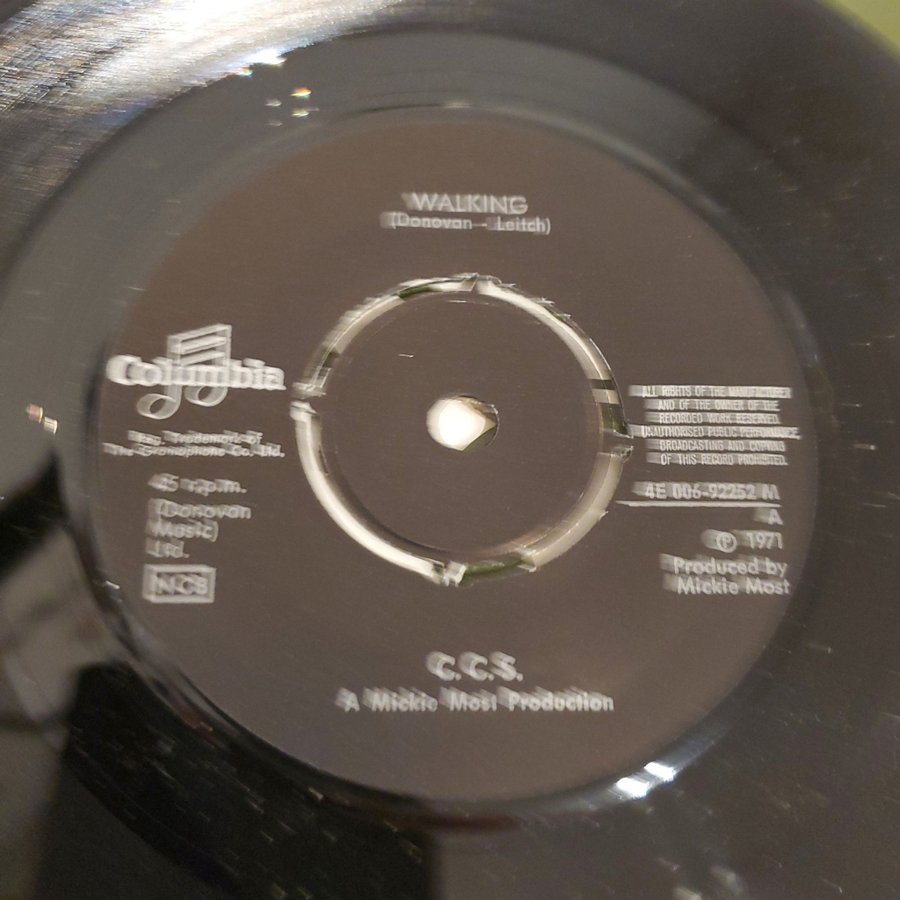 WALKING
(Donovan - Leitch)
Columbia
Reg. Trademark of
The Gramophone Co. Ltd.
45 r.p.m.
(Donovan
Music)
Ltd.
NCB
ALL RIGHTS OF THE MANUFACTURER
AND OF THE OWNER OF THE
RECORDED WORK RESERVED.
UNAUTHORISED PUBLIC PERFORMANCE,
BROADCASTING AND COPYING
OF THIS RECORD PROHIBITED.
4E 006-92252 M
A
℗ 1971
Produced by
Mickie Most
C.C.S.
A Mickie Most Production